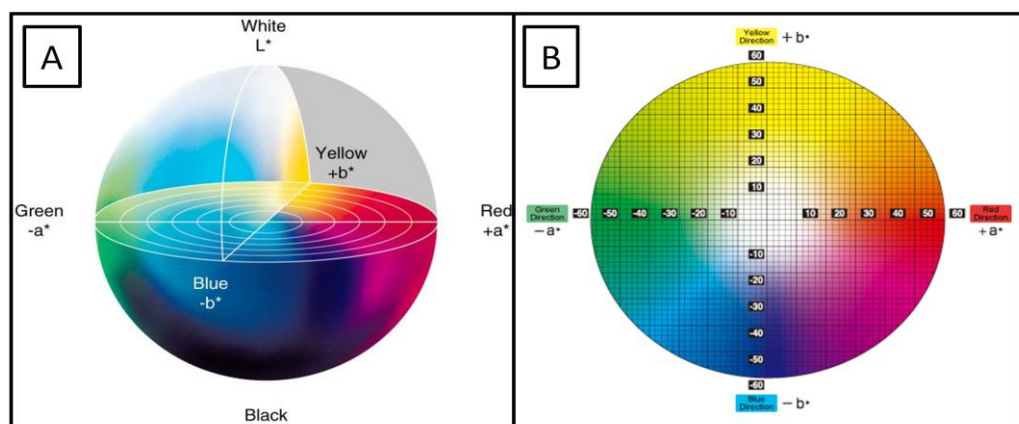 A
White
L*
Yellow
+b*
Green
-a*
Red
+a*
Blue
-b*
Black
B
Yellow
Direction
+b*
60
50
40
30
20
10
Green
Direction
-a*
-60 -50 -40 -30 -20 -10 10 20 30 40 50 60
Red
Direction
+a*
-10
-20
-30
-40
-50
-60
Blue
Direction
-b*